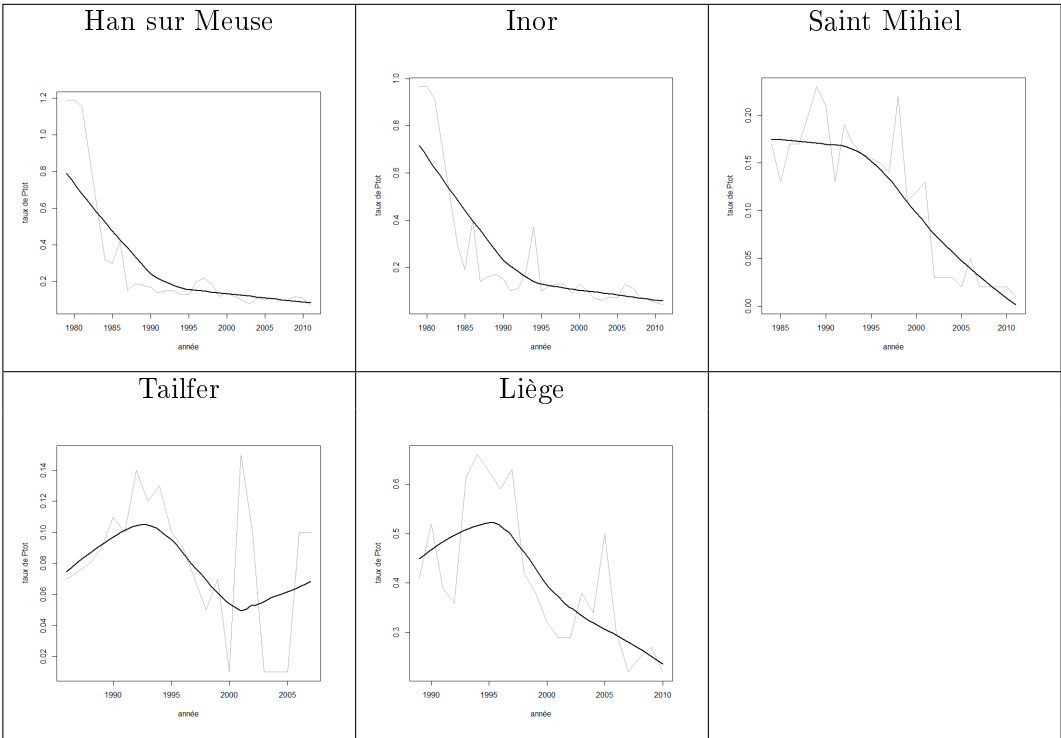 Han sur Meuse
Inor
Saint Mihiel
taux de Ptot
0.2 0.4 0.6 0.8 1.0 1.2
1980 1985 1990 1995 2000 2005 2010
année
taux de Ptot
0.2 0.4 0.6 0.8 1.0
1980 1985 1990 1995 2000 2005 2010
année
taux de Ptot
0.00 0.05 0.10 0.15 0.20
1985 1990 1995 2000 2005 2010
année
Tailfer
Liège
taux de Ptot
0.02 0.04 0.06 0.08 0.10 0.12 0.14
1990 1995 2000 2005
année
taux de Ptot
0.3 0.4 0.5 0.6
1990 1995 2000 2005 2010
année